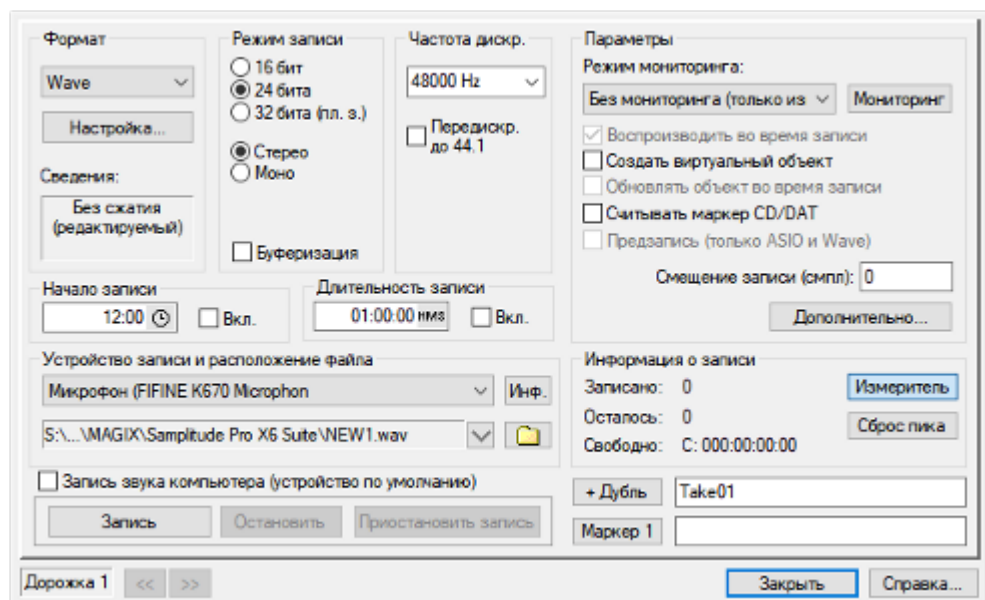 Формат
Wave
Настройка...
Сведения:
Без сжатия
(редактируемый)
Режим записи
16 бит
24 бита
32 бита (пл. з.)
Стерео
Моно
Буферизация
Частота дискр.
48000 Hz
Передискр.
до 44.1
Параметры
Режим мониторинга:
Без мониторинга (только из
Мониторинг
Воспроизводить во время записи
Создать виртуальный объект
Обновлять объект во время записи
Считывать маркер CD/DAT
Предзапись (только ASIO и Wave)
Смещение записи (смпл): 0
Дополнительно...
Начало записи
12:00
Вкл.
Длительность записи
01:00:00 нмs
Вкл.
Устройство записи и расположение файла
Микрофон (FIFINE K670 Microphon
Инф.
S:\...\MAGIX\Samplitude Pro X6 Suite\NEW1.wav
Информация о записи
Записано: 0
Измеритель
Осталось: 0
Сброс пика
Свободно: C: 000:00:00:00
Запись звука компьютера (устройство по умолчанию)
Запись
Остановить
Приостановить запись
+ Дубль
Take01
Маркер 1
Дорожка 1
<<
>>
Закрыть
Справка...